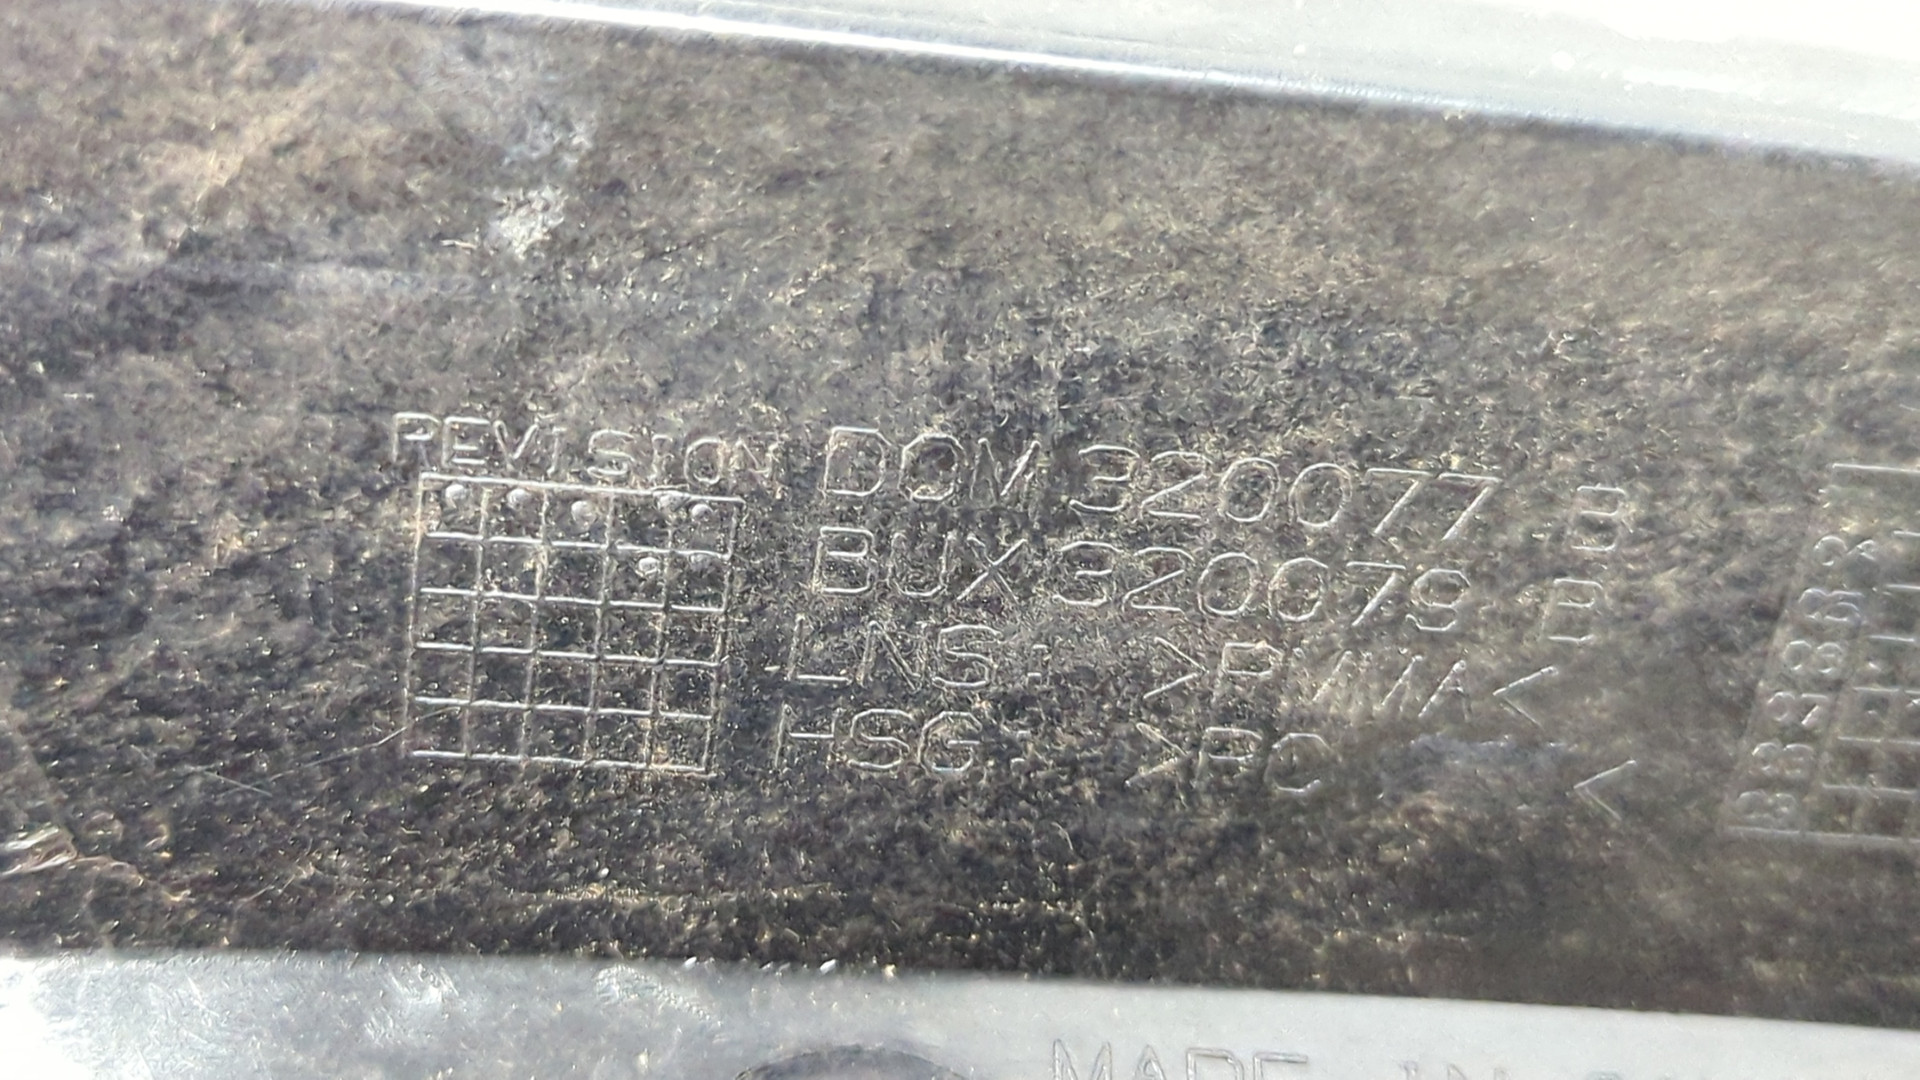 REVISION DOM 320077 B
BUX 320079 B
LNS: >PMMA<
HSG: >PC <
MADE IN